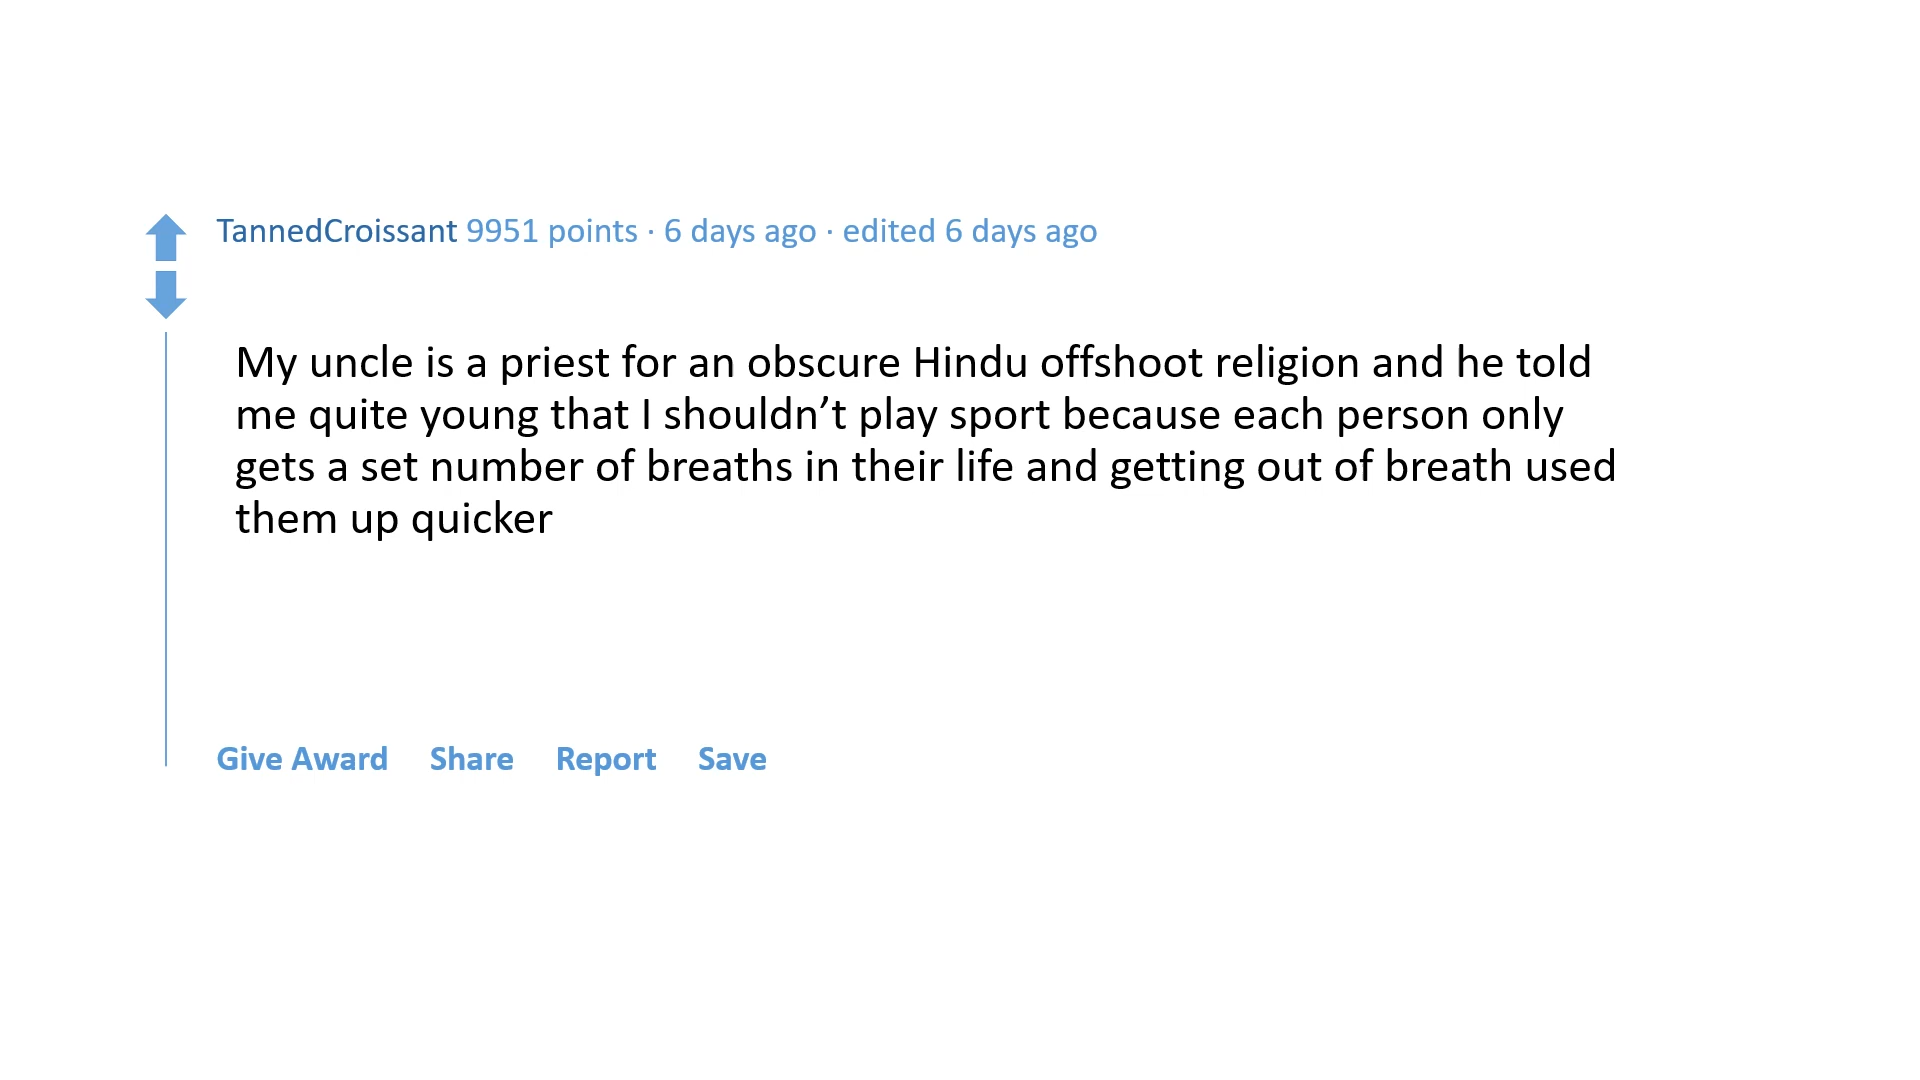 TannedCroissant 9951 points · 6 days ago · edited 6 days ago
My uncle is a priest for an obscure Hindu offshoot religion and he told
me quite young that I shouldn’t play sport because each person only
gets a set number of breaths in their life and getting out of breath used
them up quicker
Give Award Share Report Save